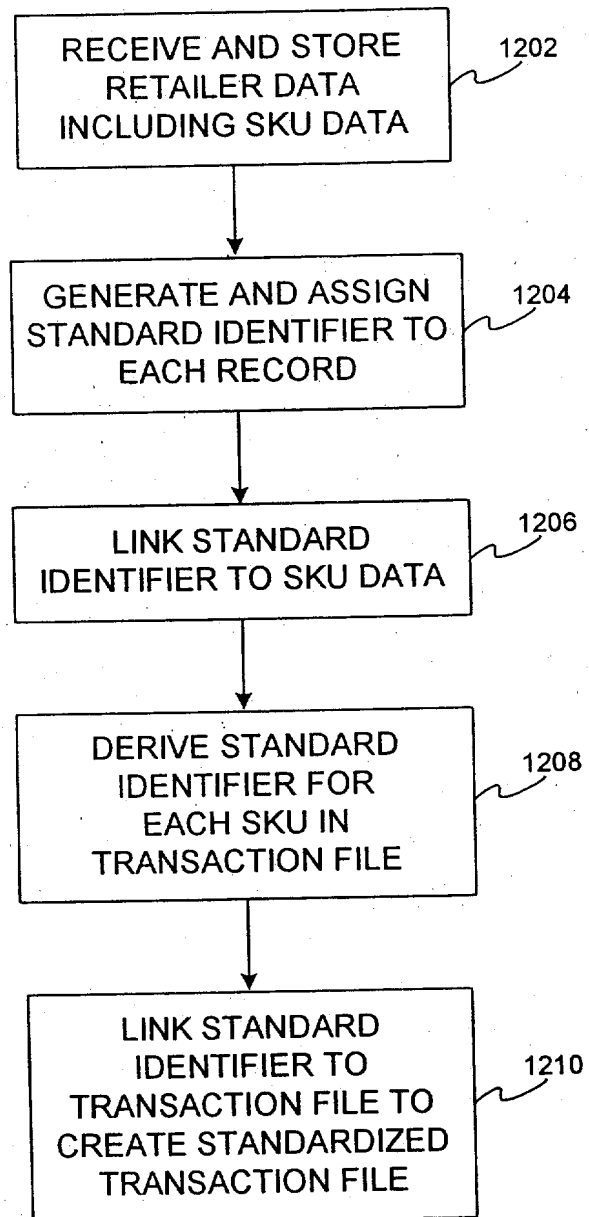 RECEIVE AND STORE
RETAILER DATA
INCLUDING SKU DATA
1202
GENERATE AND ASSIGN
STANDARD IDENTIFIER TO
EACH RECORD
1204
LINK STANDARD
IDENTIFIER TO SKU DATA
1206
DERIVE STANDARD
IDENTIFIER FOR
EACH SKU IN
TRANSACTION FILE
1208
LINK STANDARD
IDENTIFIER TO
TRANSACTION FILE TO
CREATE STANDARDIZED
TRANSACTION FILE
1210